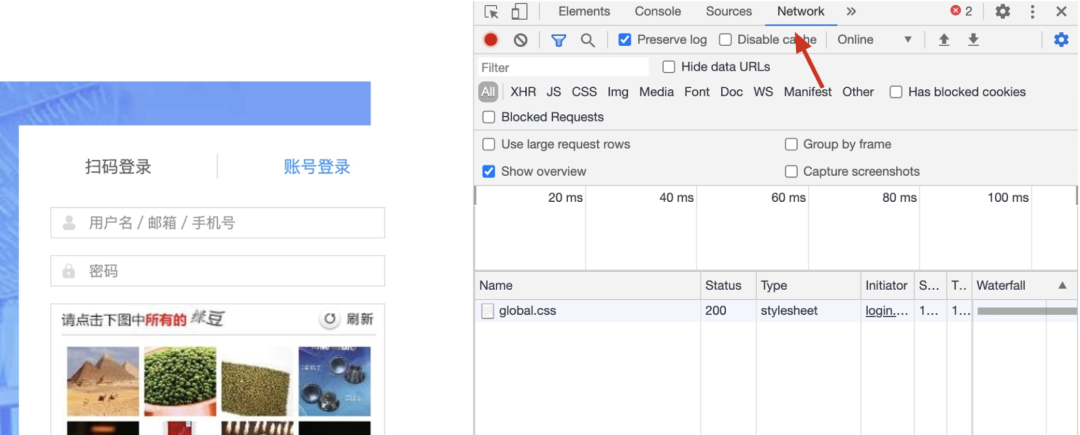 扫码登录
账号登录
用户名 / 邮箱 / 手机号
密码
请点击下图中所有的 绿豆
刷新
Elements Console Sources Network » 2
Preserve log Disable cache Online
Filter Hide data URLs
All XHR JS CSS Img Media Font Doc WS Manifest Other Has blocked cookies
Blocked Requests
Use large request rows Group by frame
Show overview Capture screenshots
20 ms 40 ms 60 ms 80 ms 100 ms
Name Status Type Initiator S... T.. Waterfall
global.css 200 stylesheet login.... 1... 1...